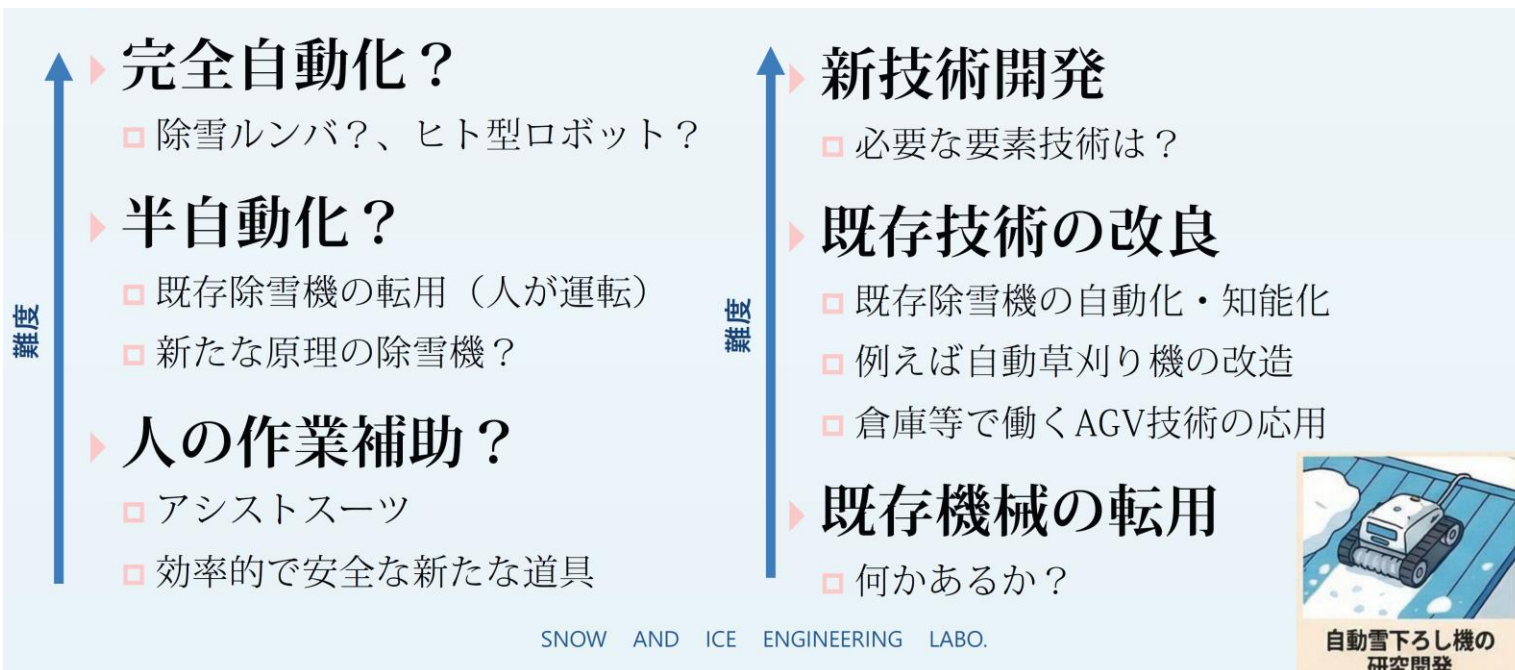 難度
完全自動化？
除雪ルンバ？、ヒト型ロボット？
半自動化？
既存除雪機の転用（人が運転）
新たな原理の除雪機？
人の作業補助？
アシストスーツ
効率的で安全な新たな道具
難度
新技術開発
必要な要素技術は？
既存技術の改良
既存除雪機の自動化・知能化
例えば自動草刈り機の改造
倉庫等で働くAGV技術の応用
既存機械の転用
何かあるか？
自動雪下ろし機の
研究開発
SNOW AND ICE ENGINEERING LABO.